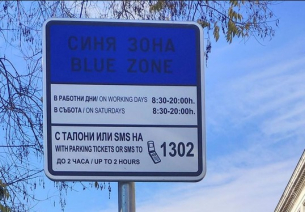 СИНЯ ЗОНА
BLUE ZONE
В РАБОТНИ ДНИ/ ON WORKING DAYS 8:30-20:00h.
В СЪБОТА / ON SATURDAYS 8:30-20:00h.
С ТАЛОНИ ИЛИ SMS НА
WITH PARKING TICKETS OR SMS TO 1302
ДО 2 ЧАСА / UP TO 2 HOURS